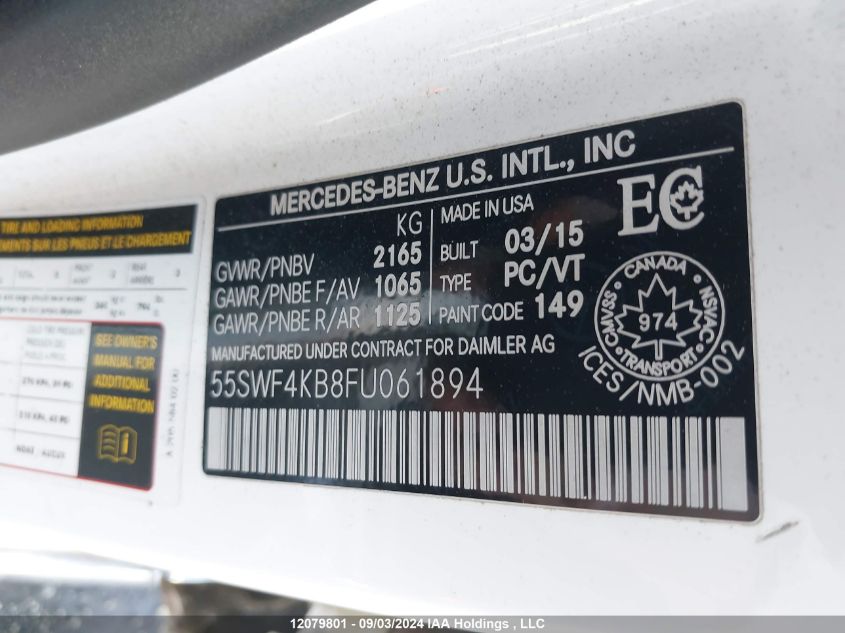 MERCEDES-BENZ U.S. INTL., INC
KG
GVWR/PNBV 2165
GAWR/PNBE F/AV 1065
GAWR/PNBE R/AR 1125
MADE IN USA
BUILT 03/15
TYPE PC/VT
PAINT CODE 149
EC
CANADA
CMVSS 974 NSVAC
TRANSPORT
ICES/NMB-002
MANUFACTURED UNDER CONTRACT FOR DAIMLER AG
55SWF4KB8FU061894
TIRE AND LOADING INFORMATION
SUR LES PNEUS ET LE CHARGEMENT
SEE OWNER'S
MANUAL FOR
ADDITIONAL
INFORMATION
12079801 - 09/03/2024 IAA Holdings , LLC